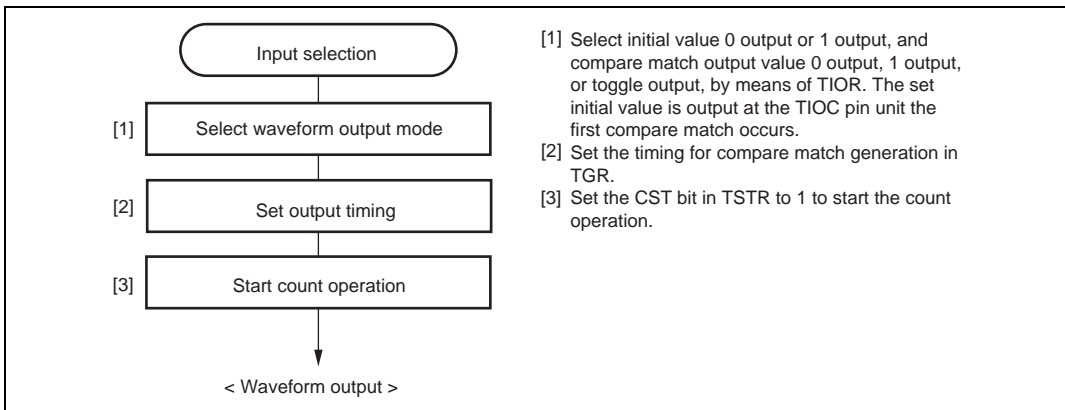 Input selection
[1] Select waveform output mode
[2] Set output timing
[3] Start count operation
< Waveform output >
[1] Select initial value 0 output or 1 output, and
compare match output value 0 output, 1 output,
or toggle output, by means of TIOR. The set
initial value is output at the TIOC pin unit the
first compare match occurs.
[2] Set the timing for compare match generation in
TGR.
[3] Set the CST bit in TSTR to 1 to start the count
operation.